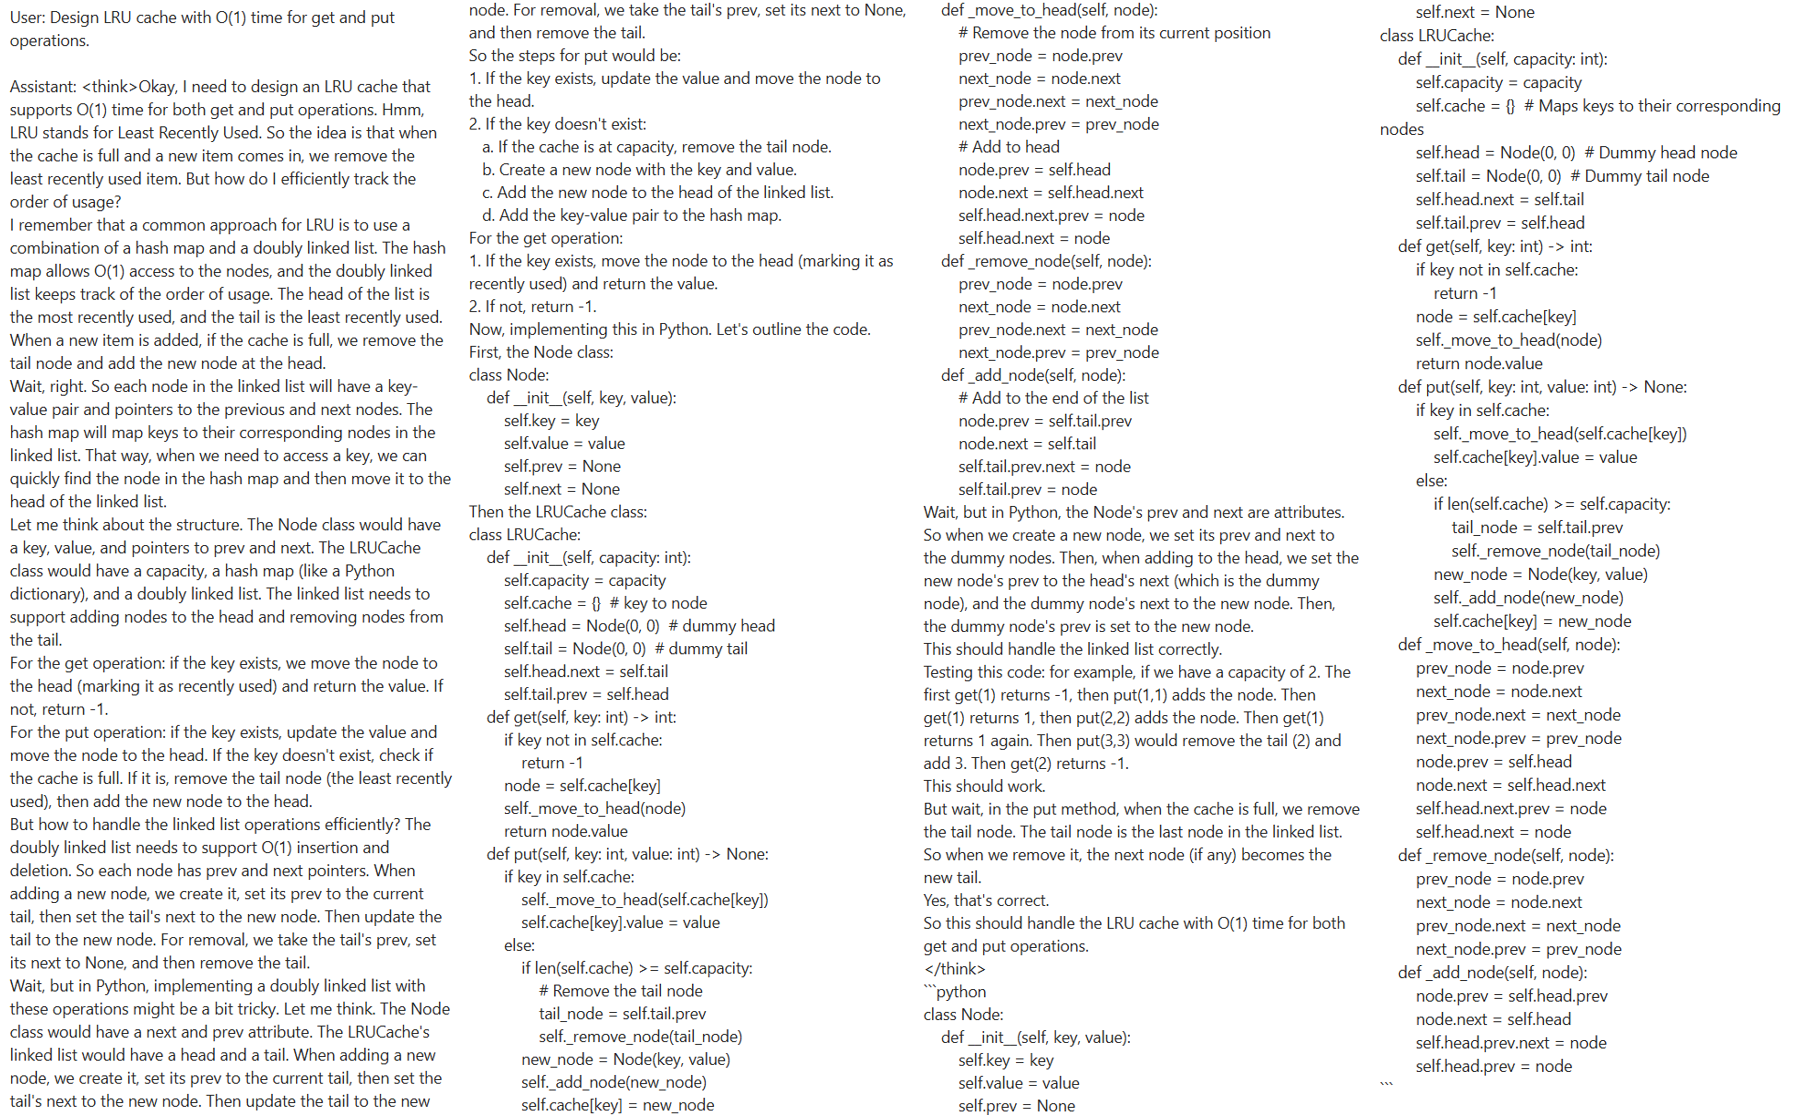 User: Design LRU cache with O(1) time for get and put
operations.

Assistant: <think>Okay, I need to design an LRU cache that
supports O(1) time for both get and put operations. Hmm,
LRU stands for Least Recently Used. So the idea is that when
the cache is full and a new item comes in, we remove the
least recently used item. But how do I efficiently track the
order of usage?
I remember that a common approach for LRU is to use a
combination of a hash map and a doubly linked list. The hash
map allows O(1) access to the nodes, and the doubly linked
list keeps track of the order of usage. The head of the list is
the most recently used, and the tail is the least recently used.
When a new item is added, if the cache is full, we remove the
tail node and add the new node at the head.
Wait, right. So each node in the linked list will have a key-
value pair and pointers to the previous and next nodes. The
hash map will map keys to their corresponding nodes in the
linked list. That way, when we need to access a key, we can
quickly find the node in the hash map and then move it to the
head of the linked list.
Let me think about the structure. The Node class would have
a key, value, and pointers to prev and next. The LRUCache
class would have a capacity, a hash map (like a Python
dictionary), and a doubly linked list. The linked list needs to
support adding nodes to the head and removing nodes from
the tail.
For the get operation: if the key exists, we move the node to
the head (marking it as recently used) and return the value. If
not, return -1.
For the put operation: if the key exists, update the value and
move the node to the head. If the key doesn't exist, check if
the cache is full. If it is, remove the tail node (the least recently
used), then add the new node to the head.
But how to handle the linked list operations efficiently? The
doubly linked list needs to support O(1) insertion and
deletion. So each node has prev and next pointers. When
adding a new node, we create it, set its prev to the current
tail, then set the tail's next to the new node. Then update the
tail to the new node. For removal, we take the tail's prev, set
its next to None, and then remove the tail.
Wait, but in Python, implementing a doubly linked list with
these operations might be a bit tricky. Let me think. The Node
class would have a next and prev attribute. The LRUCache's
linked list would have a head and a tail. When adding a new
node, we create it, set its prev to the current tail, then set the
tail's next to the new node. Then update the tail to the new
node. For removal, we take the tail's prev, set its next to None,
and then remove the tail.
So the steps for put would be:
1. If the key exists, update the value and move the node to
the head.
2. If the key doesn't exist:
   a. If the cache is at capacity, remove the tail node.
   b. Create a new node with the key and value.
   c. Add the new node to the head of the linked list.
   d. Add the key-value pair to the hash map.
For the get operation:
1. If the key exists, move the node to the head (marking it as
recently used) and return the value.
2. If not, return -1.
Now, implementing this in Python. Let's outline the code.
First, the Node class:
class Node:
    def __init__(self, key, value):
        self.key = key
        self.value = value
        self.prev = None
        self.next = None
Then the LRUCache class:
class LRUCache:
    def __init__(self, capacity: int):
        self.capacity = capacity
        self.cache = {}  # key to node
        self.head = Node(0, 0)  # dummy head
        self.tail = Node(0, 0)  # dummy tail
        self.head.next = self.tail
        self.tail.prev = self.head
    def get(self, key: int) -> int:
        if key not in self.cache:
            return -1
        node = self.cache[key]
        self._move_to_head(node)
        return node.value
    def put(self, key: int, value: int) -> None:
        if key in self.cache:
            self._move_to_head(self.cache[key])
            self.cache[key].value = value
        else:
            if len(self.cache) >= self.capacity:
                # Remove the tail node
                tail_node = self.tail.prev
                self._remove_node(tail_node)
            new_node = Node(key, value)
            self._add_node(new_node)
            self.cache[key] = new_node
    def _move_to_head(self, node):
        # Remove the node from its current position
        prev_node = node.prev
        next_node = node.next
        prev_node.next = next_node
        next_node.prev = prev_node
        # Add to head
        node.prev = self.head
        node.next = self.head.next
        self.head.next.prev = node
        self.head.next = node
    def _remove_node(self, node):
        prev_node = node.prev
        next_node = node.next
        prev_node.next = next_node
        next_node.prev = prev_node
    def _add_node(self, node):
        # Add to the end of the list
        node.prev = self.tail.prev
        node.next = self.tail
        self.tail.prev.next = node
        self.tail.prev = node
Wait, but in Python, the Node's prev and next are attributes.
So when we create a new node, we set its prev and next to
the dummy nodes. Then, when adding to the head, we set the
new node's prev to the head's next (which is the dummy
node), and the dummy node's next to the new node. Then,
the dummy node's prev is set to the new node.
This should handle the linked list correctly.
Testing this code: for example, if we have a capacity of 2. The
first get(1) returns -1, then put(1,1) adds the node. Then
get(1) returns 1, then put(2,2) adds the node. Then get(1)
returns 1 again. Then put(3,3) would remove the tail (2) and
add 3. Then get(2) returns -1.
This should work.
But wait, in the put method, when the cache is full, we remove
the tail node. The tail node is the last node in the linked list.
So when we remove it, the next node (if any) becomes the
new tail.
Yes, that's correct.
So this should handle the LRU cache with O(1) time for both
get and put operations.
</think>
```python
class Node:
    def __init__(self, key, value):
        self.key = key
        self.value = value
        self.prev = None
        self.next = None
class LRUCache:
    def __init__(self, capacity: int):
        self.capacity = capacity
        self.cache = {}  # Maps keys to their corresponding
nodes
        self.head = Node(0, 0)  # Dummy head node
        self.tail = Node(0, 0)  # Dummy tail node
        self.head.next = self.tail
        self.tail.prev = self.head
    def get(self, key: int) -> int:
        if key not in self.cache:
            return -1
        node = self.cache[key]
        self._move_to_head(node)
        return node.value
    def put(self, key: int, value: int) -> None:
        if key in self.cache:
            self._move_to_head(self.cache[key])
            self.cache[key].value = value
        else:
            if len(self.cache) >= self.capacity:
                tail_node = self.tail.prev
                self._remove_node(tail_node)
            new_node = Node(key, value)
            self._add_node(new_node)
            self.cache[key] = new_node
    def _move_to_head(self, node):
        prev_node = node.prev
        next_node = node.next
        prev_node.next = next_node
        next_node.prev = prev_node
        node.prev = self.head
        node.next = self.head.next
        self.head.next.prev = node
        self.head.next = node
    def _remove_node(self, node):
        prev_node = node.prev
        next_node = node.next
        prev_node.next = next_node
        next_node.prev = prev_node
    def _add_node(self, node):
        node.prev = self.head.prev
        node.next = self.head
        self.head.prev.next = node
        self.head.prev = node
```